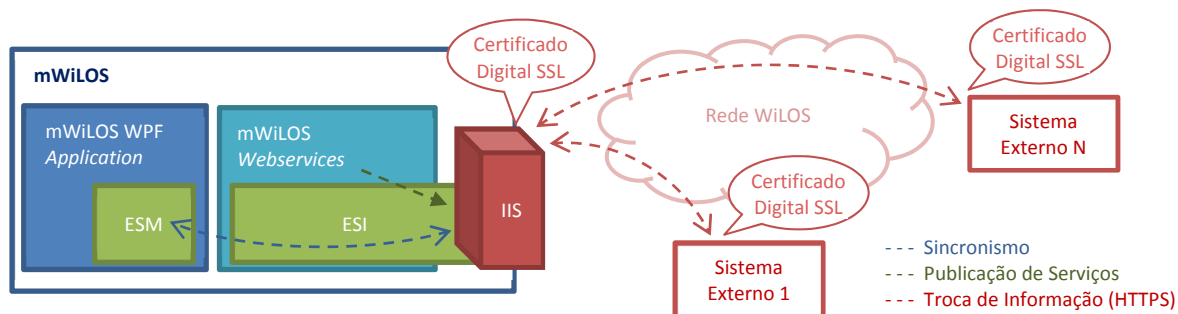 mWiLOS
mWiLOS WPF
Application
ESM
mWiLOS
Webservices
ESI
IIS
Certificado
Digital SSL
Rede WiLOS
Certificado
Digital SSL
Sistema
Externo N
Certificado
Digital SSL
Sistema
Externo 1
--- Sincronismo
--- Publicação de Serviços
--- Troca de Informação (HTTPS)